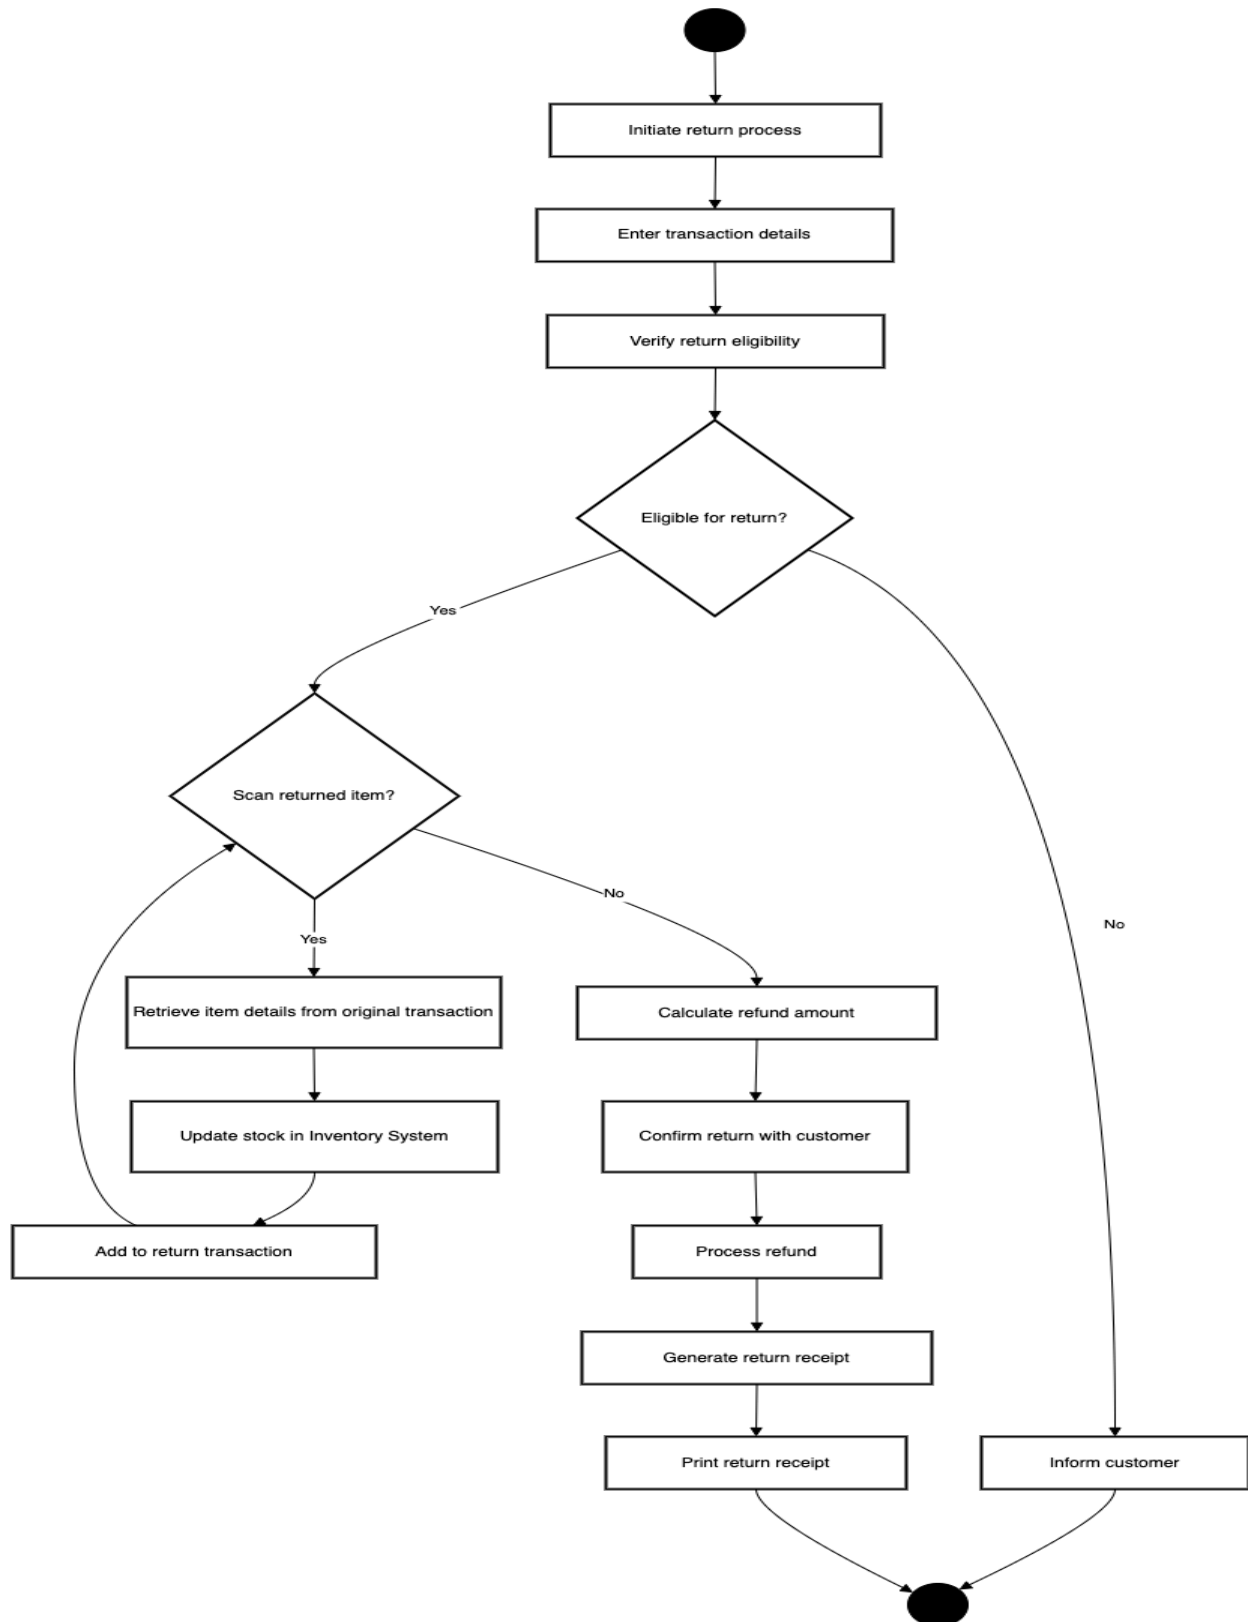 Initiate return process
Enter transaction details
Verify return eligibility
Eligible for return?
Yes
Scan returned item?
No
No
Yes
Retrieve item details from original transaction
Calculate refund amount
Update stock in Inventory System
Confirm return with customer
Add to return transaction
Process refund
Generate return receipt
Print return receipt
Inform customer